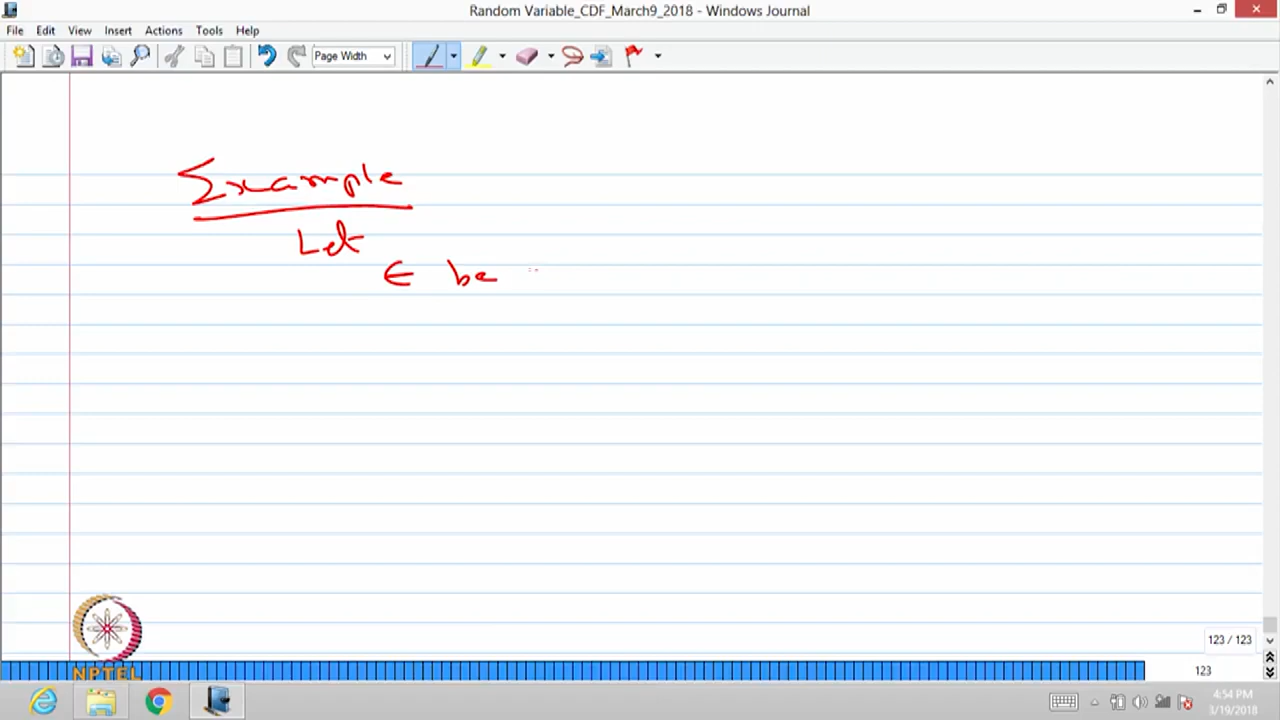 Random Variable_CDF_March9_2018 - Windows Journal
File Edit View Insert Actions Tools Help
Page Width
Example
Let
∈ be
123 / 123
NPTEL
123
4:54 PM
3/19/2018